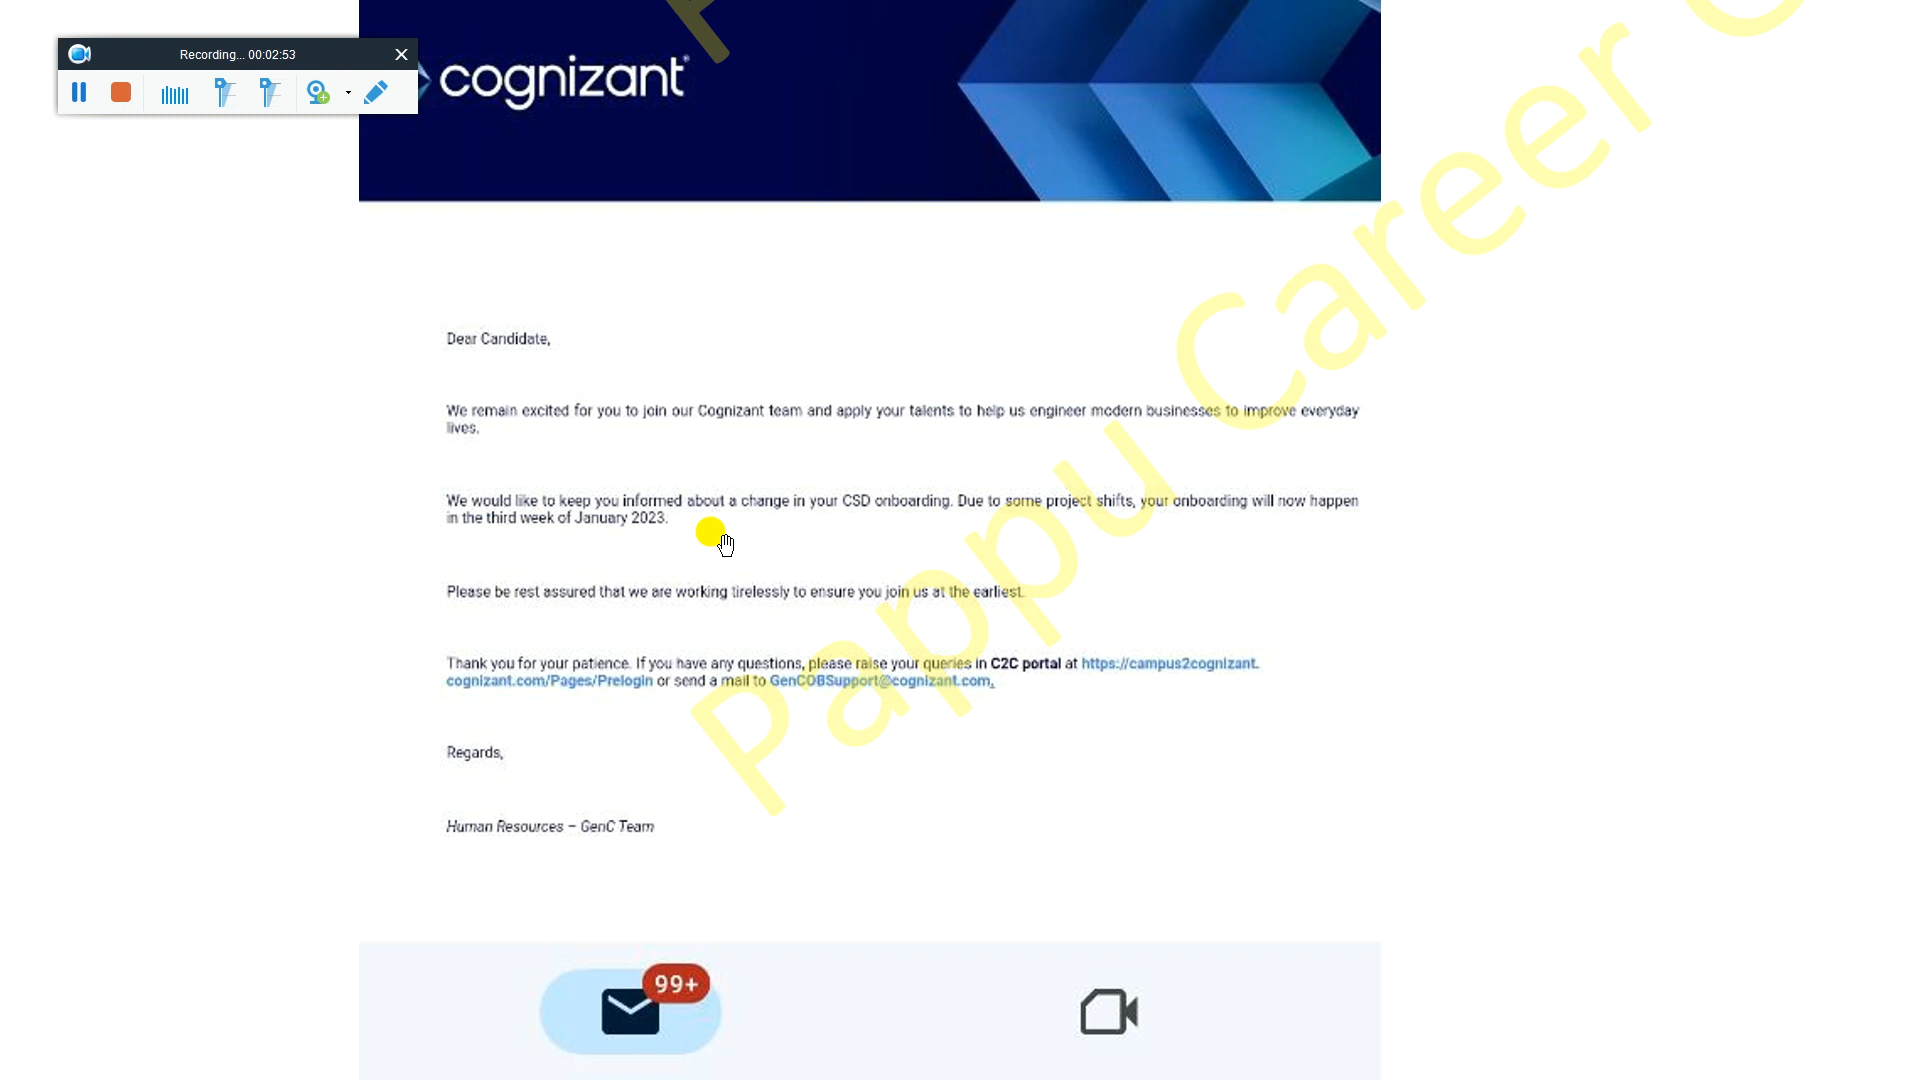 Recording... 00:02:53
cognizant
Dear Candidate,
We remain excited for you to join our Cognizant team and apply your talents to help us engineer modern businesses to improve everyday
lives.
We would like to keep you informed about a change in your CSD onboarding. Due to some project shifts, your onboarding will now happen
in the third week of January 2023.
Please be rest assured that we are working tirelessly to ensure you join us at the earliest.
Thank you for your patience. If you have any questions, please raise your queries in C2C portal at https://campus2cognizant.
cognizant.com/Pages/Prelogin or send a mail to GenCOBSupport@cognizant.com.
Regards,
Human Resources – GenC Team
99+
Pappu Career